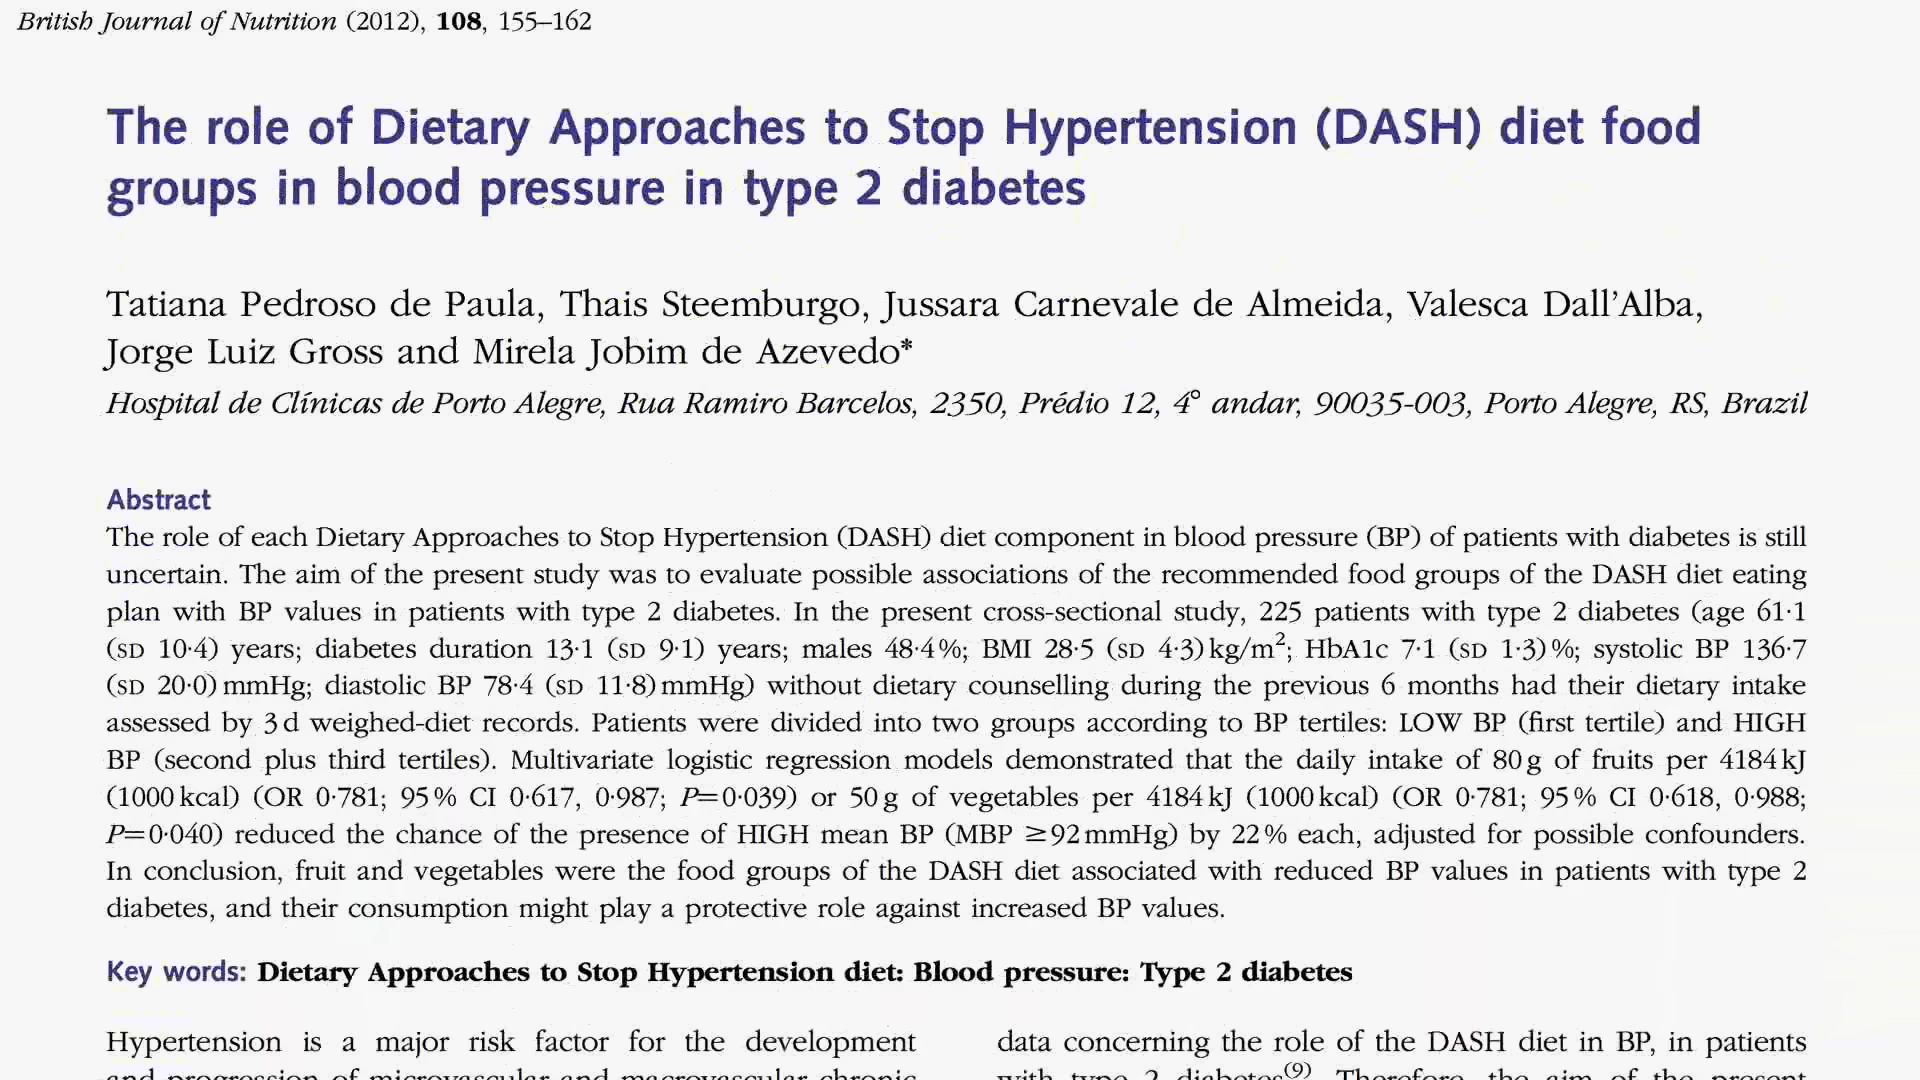 British Journal of Nutrition (2012), 108, 155–162
The role of Dietary Approaches to Stop Hypertension (DASH) diet food
groups in blood pressure in type 2 diabetes
Tatiana Pedroso de Paula, Thais Steemburgo, Jussara Carnevale de Almeida, Valesca Dall'Alba,
Jorge Luiz Gross and Mirela Jobim de Azevedo*
Hospital de Clínicas de Porto Alegre, Rua Ramiro Barcelos, 2350, Prédio 12, 4° andar, 90035-003, Porto Alegre, RS, Brazil
Abstract
The role of each Dietary Approaches to Stop Hypertension (DASH) diet component in blood pressure (BP) of patients with diabetes is still
uncertain. The aim of the present study was to evaluate possible associations of the recommended food groups of the DASH diet eating
plan with BP values in patients with type 2 diabetes. In the present cross-sectional study, 225 patients with type 2 diabetes (age 61·1
(SD 10·4) years; diabetes duration 13·1 (SD 9·1) years; males 48·4 %; BMI 28·5 (SD 4·3) kg/m²; HbA1c 7·1 (SD 1·3) %; systolic BP 136·7
(SD 20·0) mmHg; diastolic BP 78·4 (SD 11·8) mmHg) without dietary counselling during the previous 6 months had their dietary intake
assessed by 3 d weighed-diet records. Patients were divided into two groups according to BP tertiles: LOW BP (first tertile) and HIGH
BP (second plus third tertiles). Multivariate logistic regression models demonstrated that the daily intake of 80 g of fruits per 4184 kJ
(1000 kcal) (OR 0·781; 95 % CI 0·617, 0·987; P=0·039) or 50 g of vegetables per 4184 kJ (1000 kcal) (OR 0·781; 95 % CI 0·618, 0·988;
P=0·040) reduced the chance of the presence of HIGH mean BP (MBP ≥92 mmHg) by 22 % each, adjusted for possible confounders.
In conclusion, fruit and vegetables were the food groups of the DASH diet associated with reduced BP values in patients with type 2
diabetes, and their consumption might play a protective role against increased BP values.
Key words: Dietary Approaches to Stop Hypertension diet: Blood pressure: Type 2 diabetes
Hypertension is a major risk factor for the development
and progression of microvascular and macrovascular chronic
data concerning the role of the DASH diet in BP, in patients
with type 2 diabetes(9). Therefore, the aim of the present